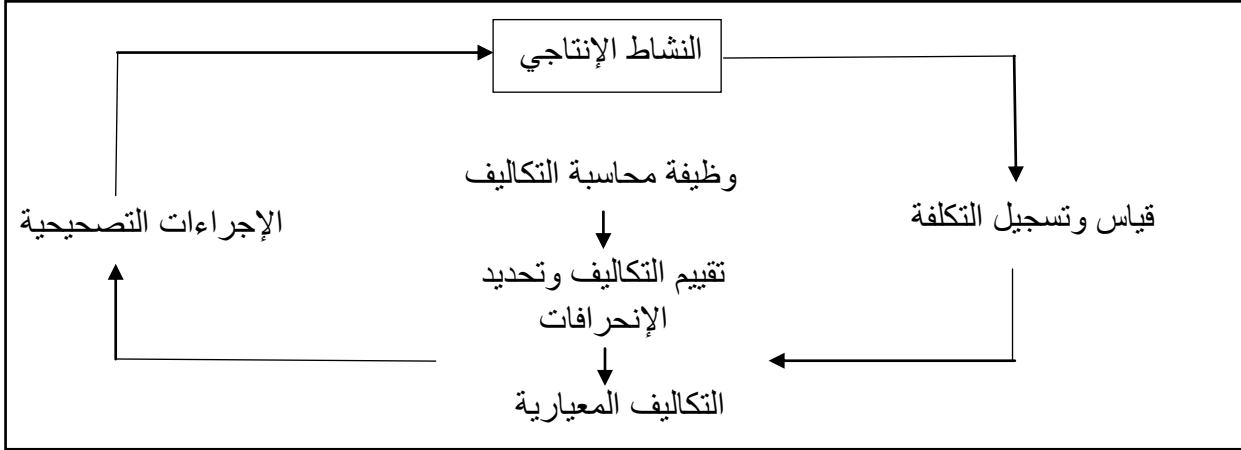 النشاط الإنتاجي
وظيفة محاسبة التكاليف
قياس وتسجيل التكلفة
الإجراءات التصحيحية
تقييم التكاليف وتحديد
الإنحرافات
التكاليف المعيارية